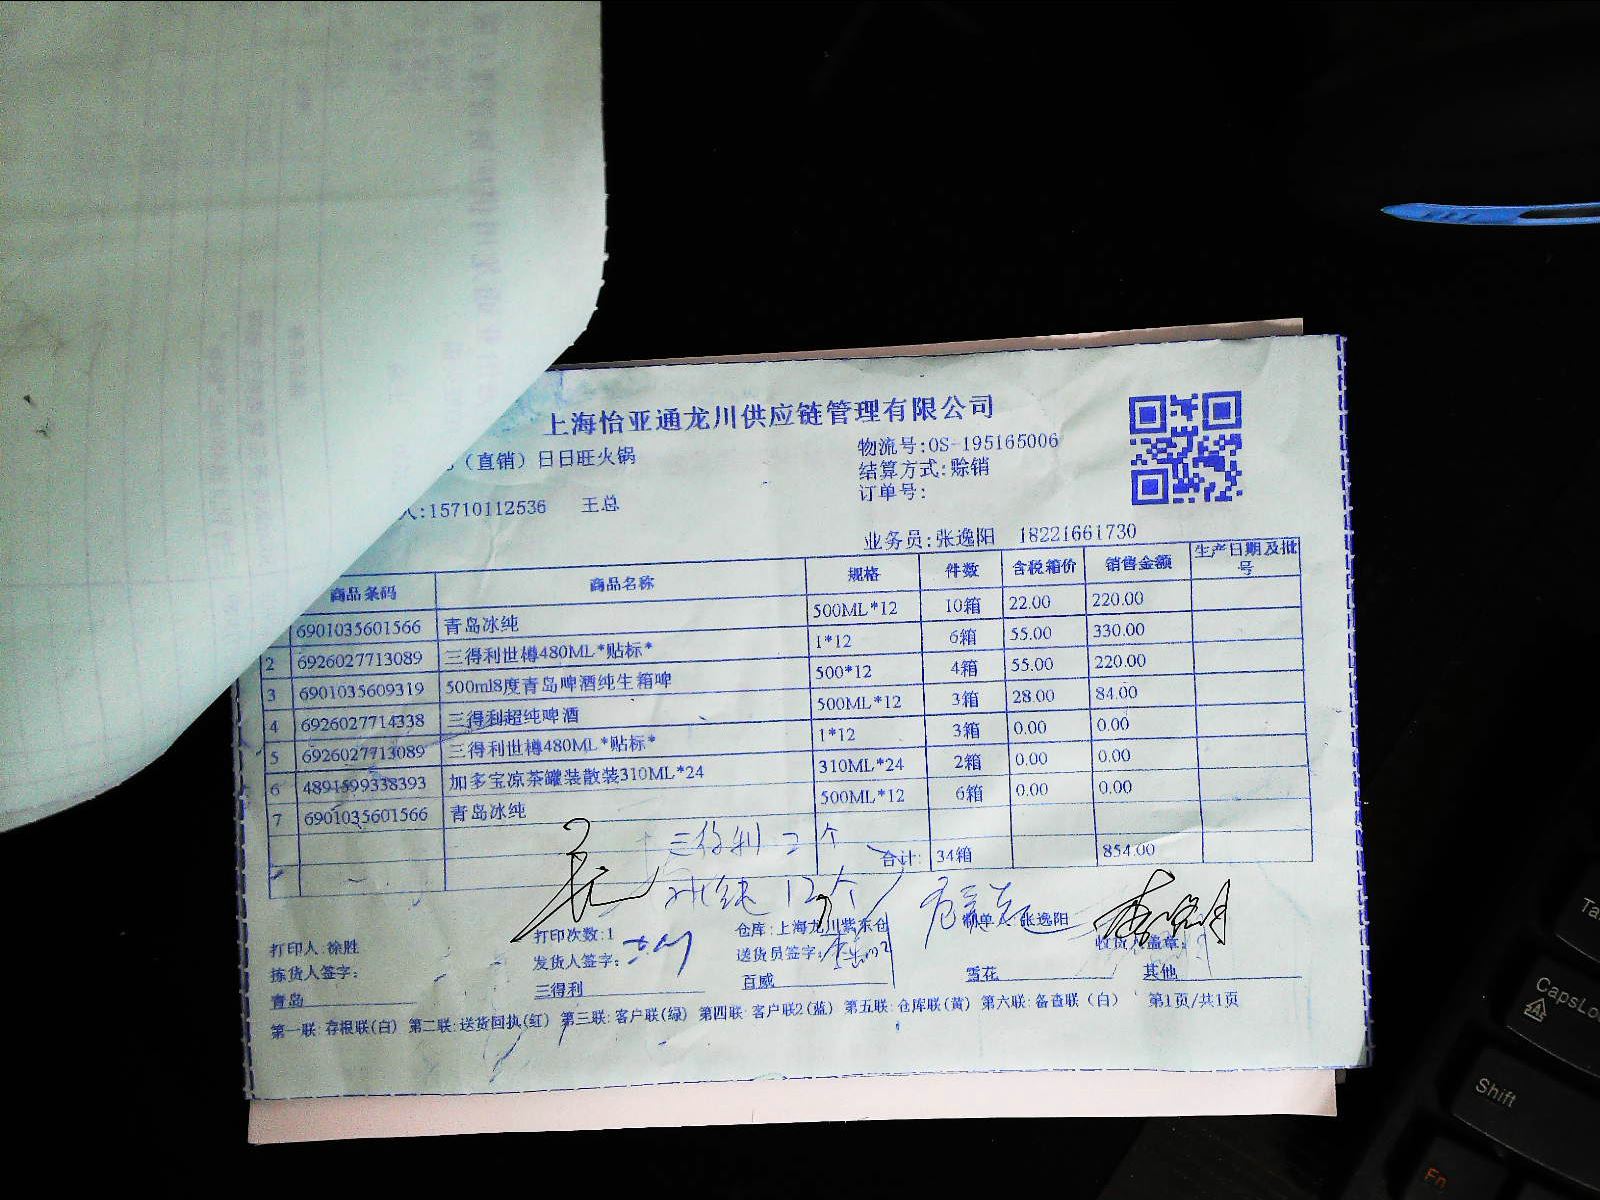 上海怡亚通龙川供应链管理有限公司
（直销）日日旺火锅
物流号:OS-195165006
结算方式:赊销
人:15710112536 王总
订单号:
业务员:张逸阳 18221661730
商品条码 商品名称 规格 件数 含税箱价 销售金额 生产日期及批号
6901035601566 青岛冰纯 500ML*12 10箱 22.00 220.00
2 6926027713089 三得利世樽480ML*贴标* 1*12 6箱 55.00 330.00
3 6901035609319 500ml8度青岛啤酒纯生箱啤 500*12 4箱 55.00 220.00
4 6926027714338 三得利超纯啤酒 500ML*12 3箱 28.00 84.00
5 6926027713089 三得利世樽480ML*贴标* 1*12 3箱 0.00 0.00
6 4891599338393 加多宝凉茶罐装散装310ML*24 310ML*24 2箱 0.00 0.00
7 6901035601566 青岛冰纯 500ML*12 6箱 0.00 0.00
三得利 二个
合计: 34箱 854.00
冰纯 12个
打印人:徐胜 打印次数:1 仓库:上海龙川紫东仓 制单人:张逸阳
拣货人签字: 发货人签字: 送货员签字: 收货人盖章:
青岛 三得利 百威 雪花 其他
第一联:存根联(白) 第二联:送货回执(红) 第三联:客户联(绿) 第四联:客户联2(蓝) 第五联:仓库联(黄) 第六联:备查联(白) 第1页/共1页
CapsLo
Shift
Fn